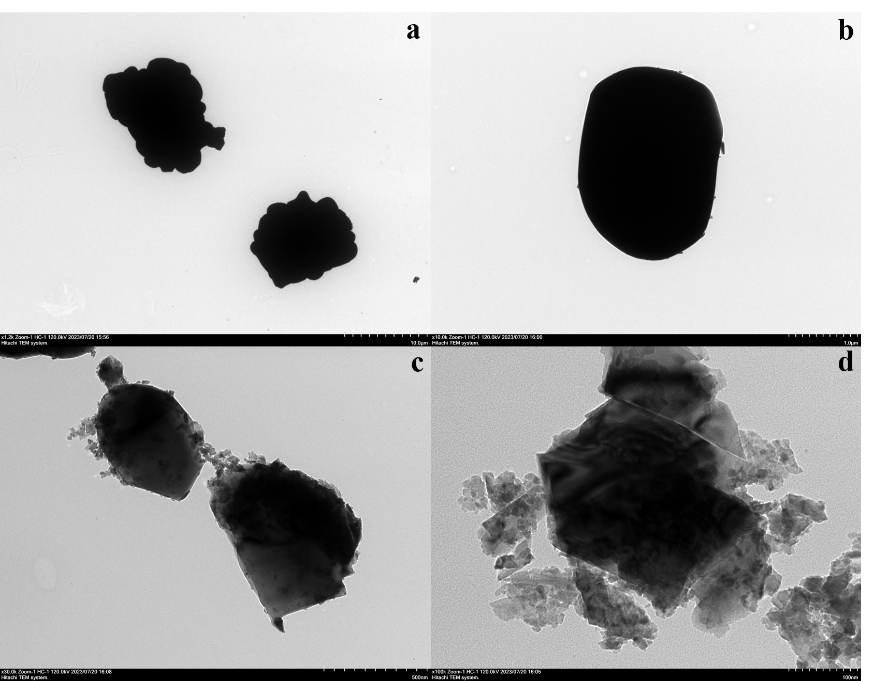 a
b
x1.2k Zoom-1 HC-1 120.0kV 2023/07/20 15:56
Hitachi TEM system.
10.0µm
x10.0k Zoom-1 HC-1 120.0kV 2023/07/20 16:00
Hitachi TEM system.
1.0µm
c
d
x30.0k Zoom-1 HC-1 120.0kV 2023/07/20 16:08
Hitachi TEM system.
500nm
x100k Zoom-1 HC-1 120.0kV 2023/07/20 16:05
Hitachi TEM system.
100nm